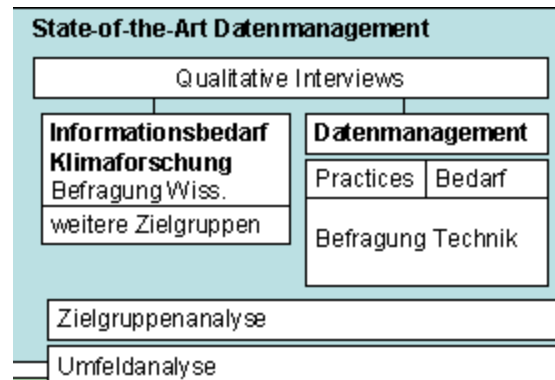 State-of-the-Art Datenmanagement
Qualitative Interviews
Informationsbedarf
Klimaforschung
Befragung Wiss.
weitere Zielgruppen
Datenmanagement
Practices
Bedarf
Befragung Technik
Zielgruppenanalyse
Umfeldanalyse